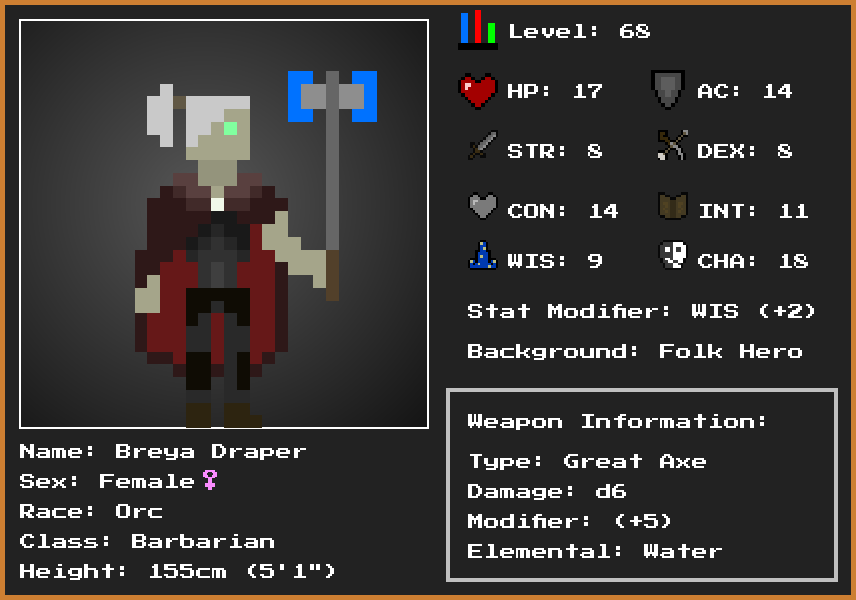 Level: 68
HP: 17
AC: 14
STR: 8
DEX: 8
CON: 14
INT: 11
WIS: 9
CHA: 18
Stat Modifier: WIS (+2)
Background: Folk Hero
Weapon Information:
Type: Great Axe
Damage: d6
Modifier: (+5)
Elemental: Water
Name: Breya Draper
Sex: Female♀
Race: Orc
Class: Barbarian
Height: 155cm (5'1")